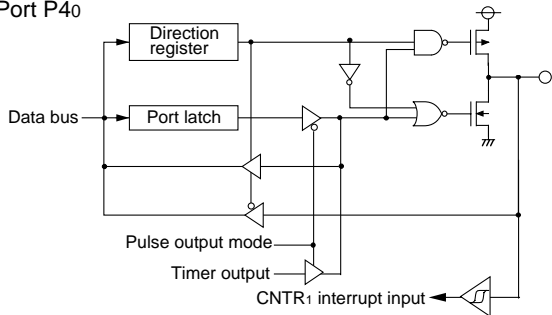 Port P40
Direction
register
Data bus
Port latch
Pulse output mode
Timer output
CNTR1 interrupt input